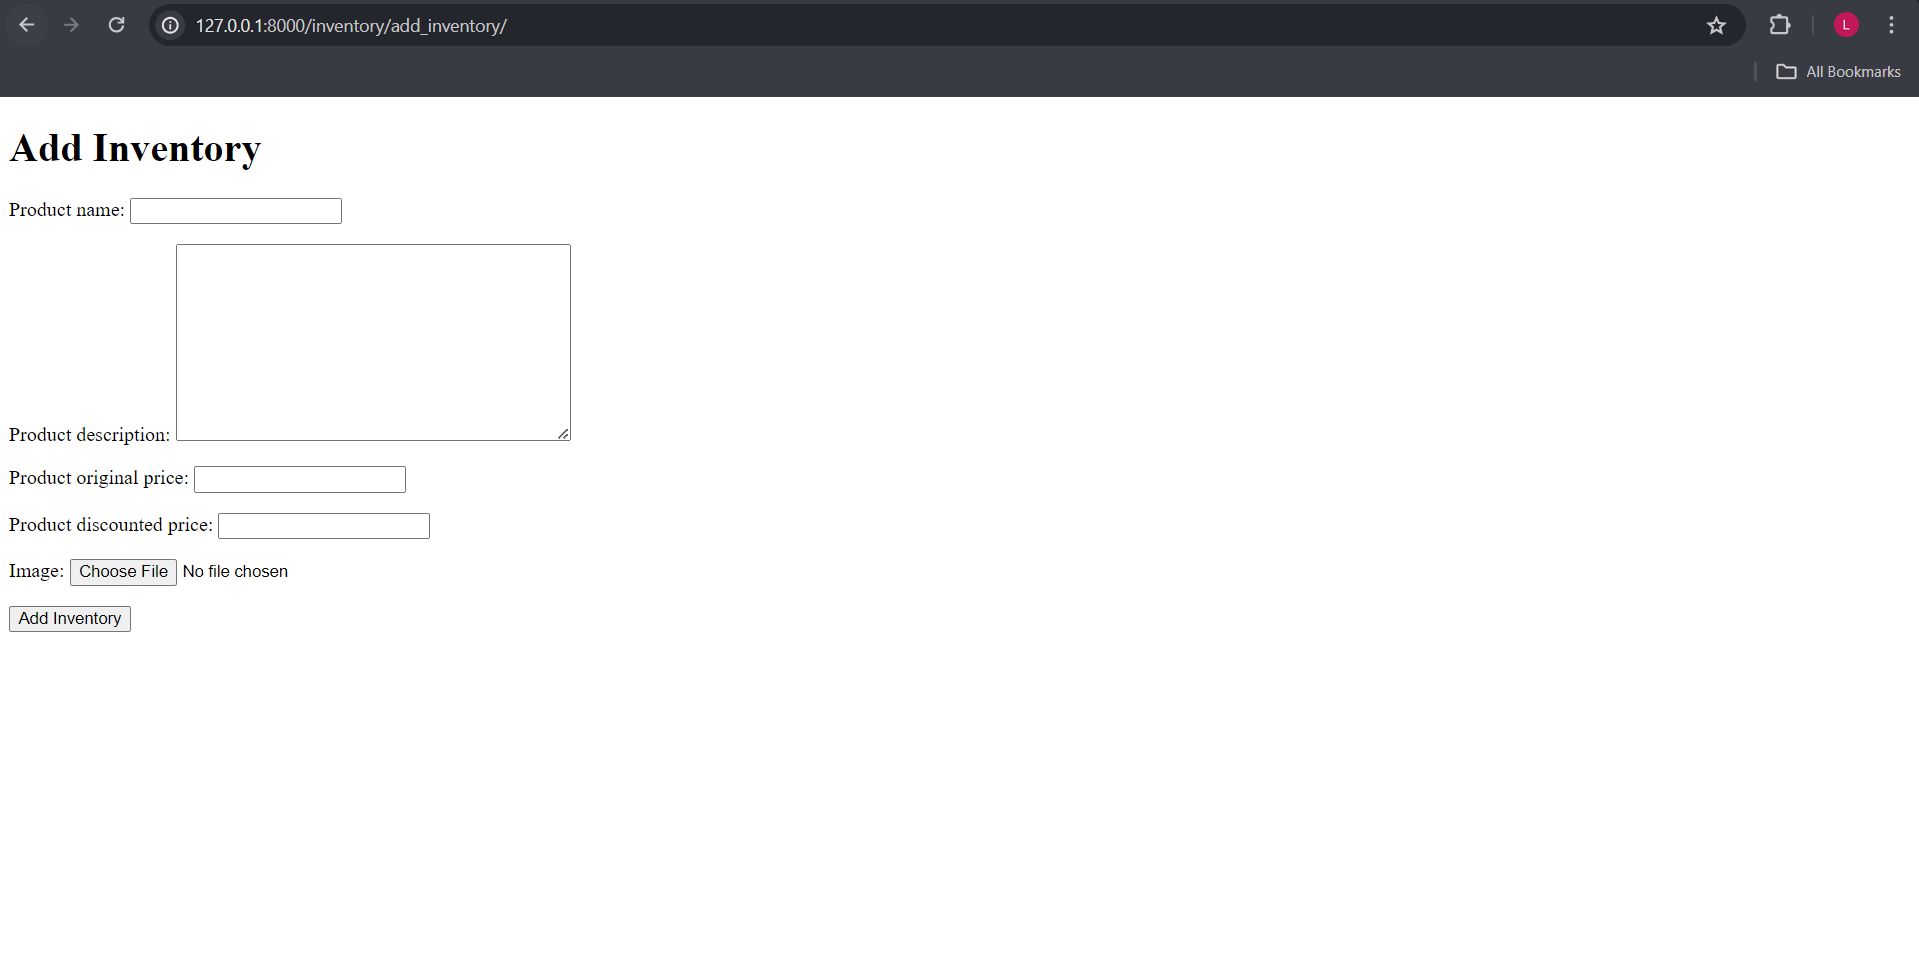 127.0.0.1:8000/inventory/add_inventory/
L
All Bookmarks
Add Inventory
Product name:
Product description:
Product original price:
Product discounted price:
Image: Choose File No file chosen
Add Inventory